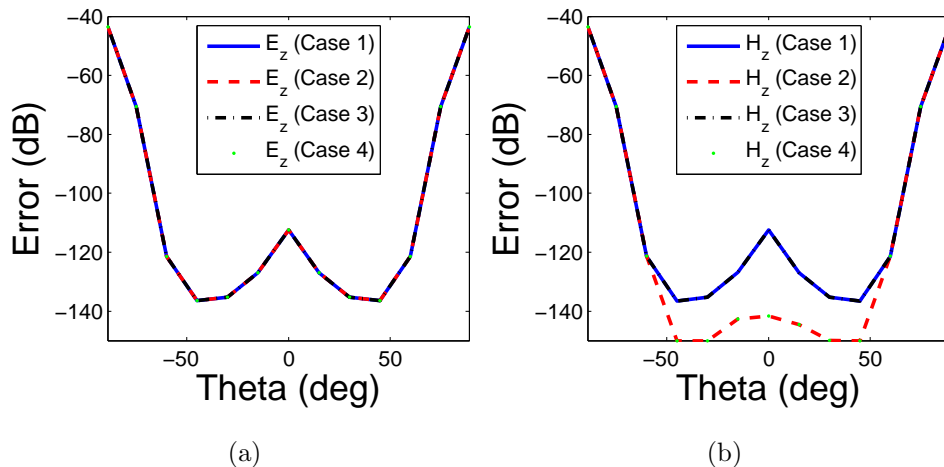 −40
−60
−80
−100
−120
−140
Error (dB)
E_z (Case 1)
E_z (Case 2)
E_z (Case 3)
E_z (Case 4)
−50
0
50
Theta (deg)
(a)
−40
−60
−80
−100
−120
−140
Error (dB)
H_z (Case 1)
H_z (Case 2)
H_z (Case 3)
H_z (Case 4)
−50
0
50
Theta (deg)
(b)